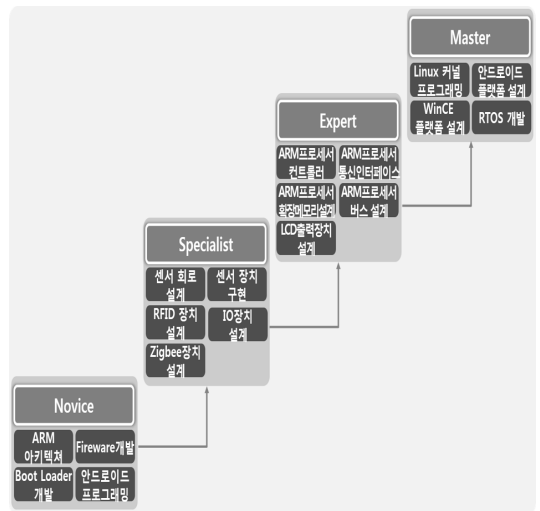 Master
Linux 커널
프로그래밍
안드로이드
플랫폼 설계
WinCE
플랫폼 설계
RTOS 개발
Expert
ARM프로세서
컨트롤러
ARM프로세서
통신인터페이스
ARM프로세서
확장메모리설계
ARM프로세서
버스 설계
LCD출력장치
설계
Specialist
센서 회로
설계
센서 장치
구현
RFID 장치
설계
IO장치
설계
Zigbee장치
설계
Novice
ARM
아키텍쳐
Fireware개발
Boot Loader
개발
안드로이드
프로그래밍